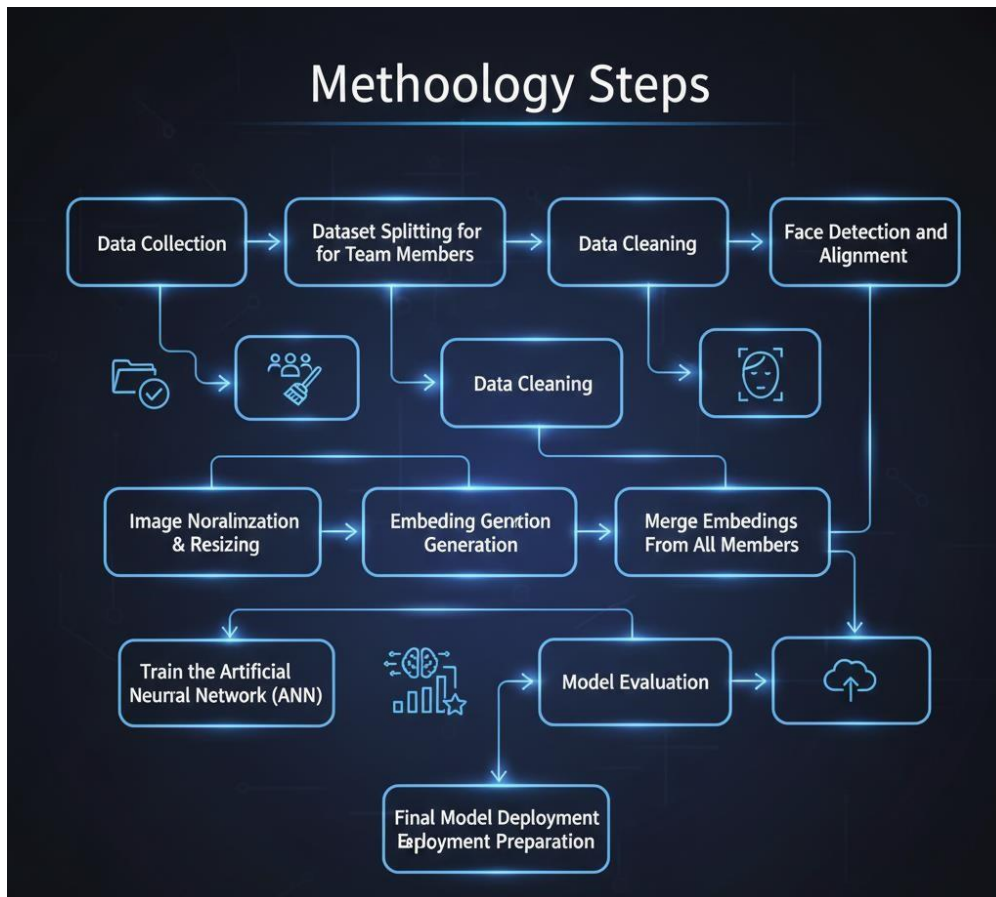 Methoology Steps
Data Collection
Dataset Splitting for
for Team Members
Data Cleaning
Face Detection and
Alignment
Data Cleaning
Image Noralinzation
& Resizing
Embeding Gention
Generation
Merge Embedings
From All Members
Train the Artificial
Neural Network (ANN)
Model Evaluation
Final Model Deployment
Preparation